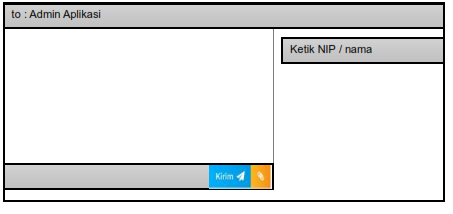 to : Admin Aplikasi
Ketik NIP / nama
Kirim